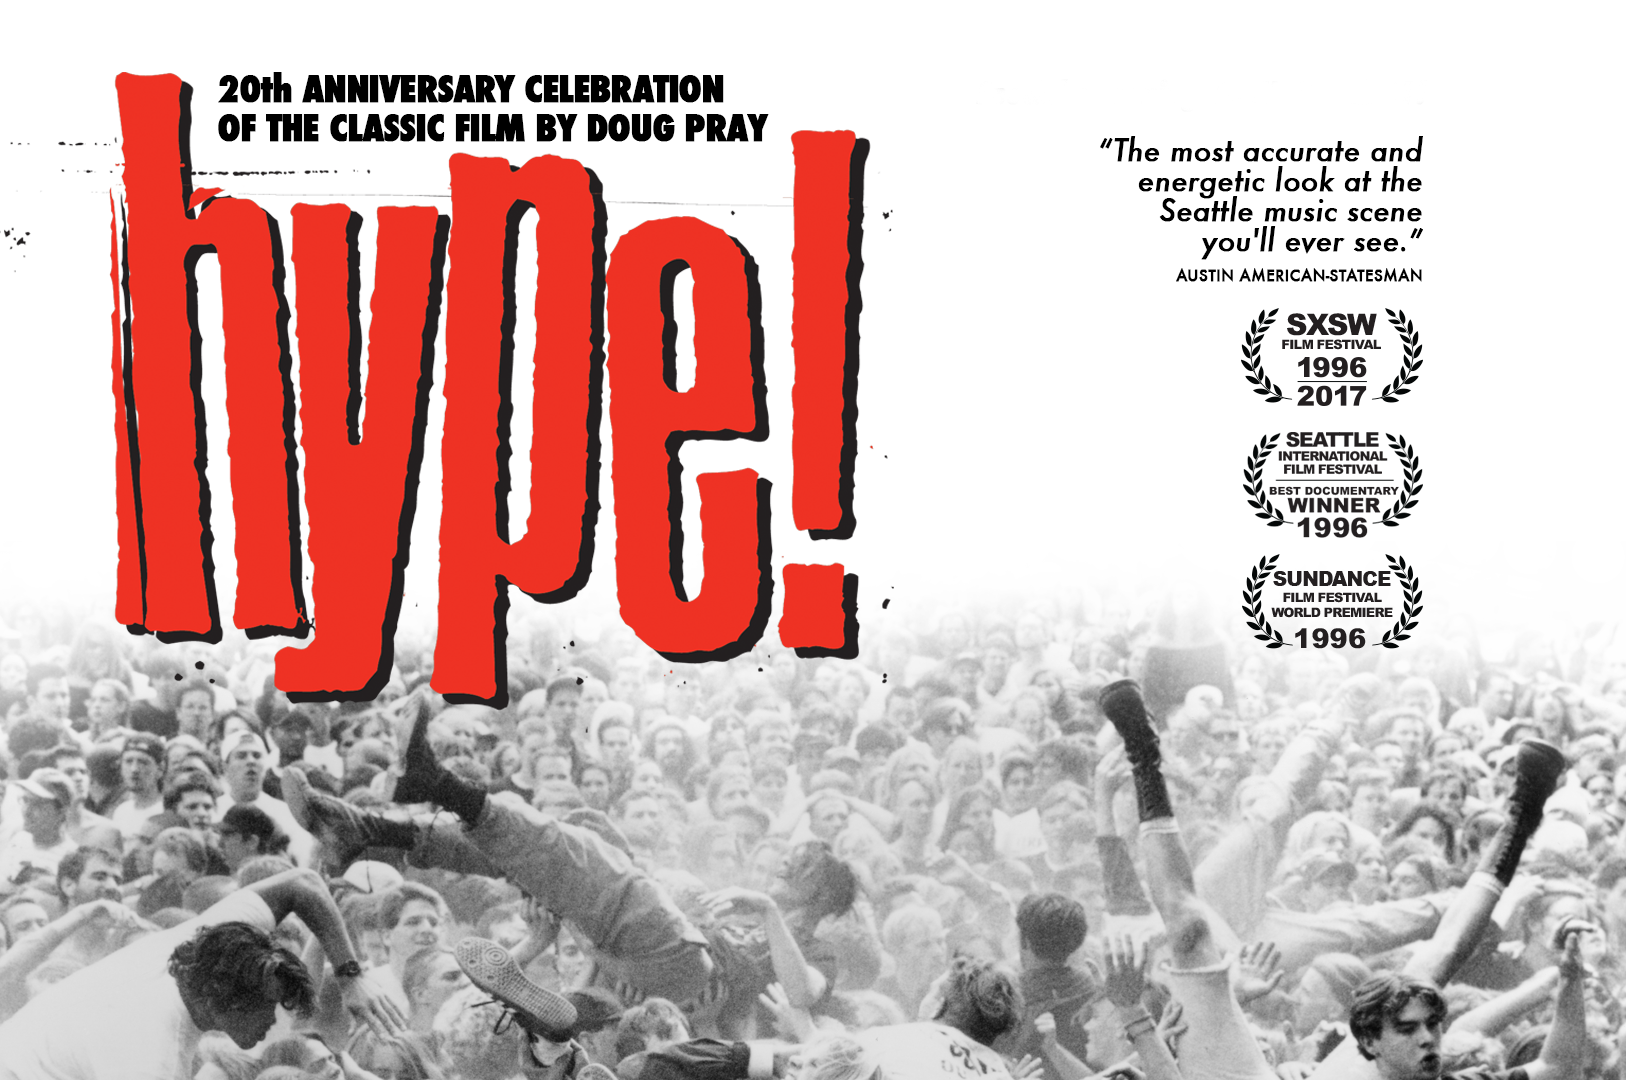 20th ANNIVERSARY CELEBRATION
OF THE CLASSIC FILM BY DOUG PRAY
hype!
“The most accurate and
energetic look at the
Seattle music scene
you'll ever see.”
AUSTIN AMERICAN-STATESMAN
SXSW
FILM FESTIVAL
1996
2017
SEATTLE
INTERNATIONAL
FILM FESTIVAL
BEST DOCUMENTARY
WINNER
1996
SUNDANCE
FILM FESTIVAL
WORLD PREMIERE
1996